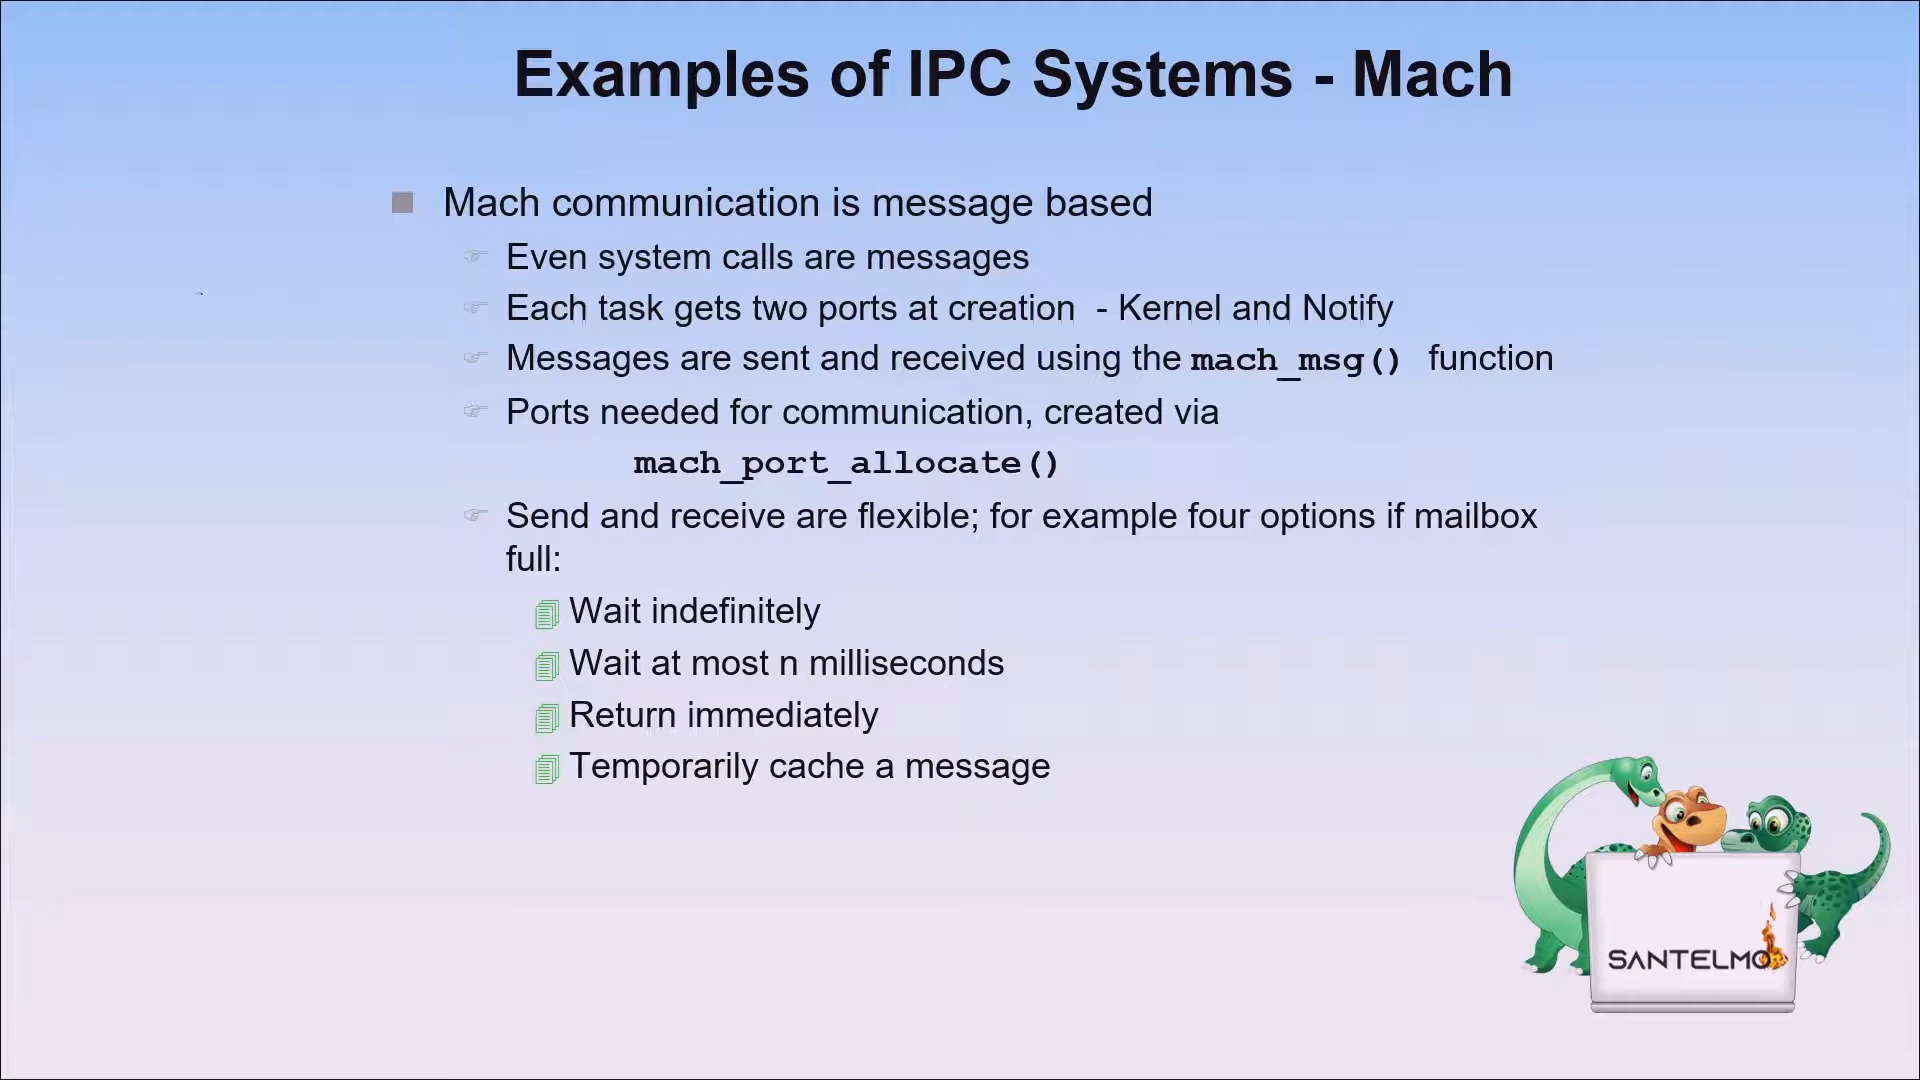 Examples of IPC Systems - Mach
Mach communication is message based
Even system calls are messages
Each task gets two ports at creation - Kernel and Notify
Messages are sent and received using the mach_msg() function
Ports needed for communication, created via
mach_port_allocate()
Send and receive are flexible; for example four options if mailbox
full:
Wait indefinitely
Wait at most n milliseconds
Return immediately
Temporarily cache a message
SANTELMO